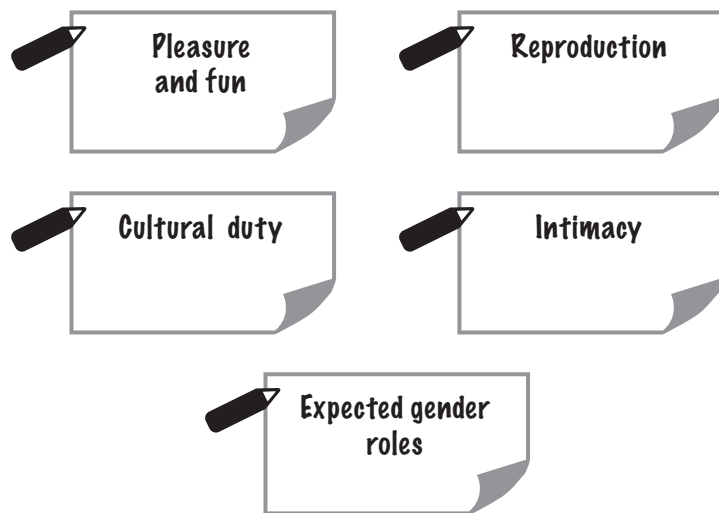 Pleasure
and fun
Reproduction
Cultural duty
Intimacy
Expected gender
roles